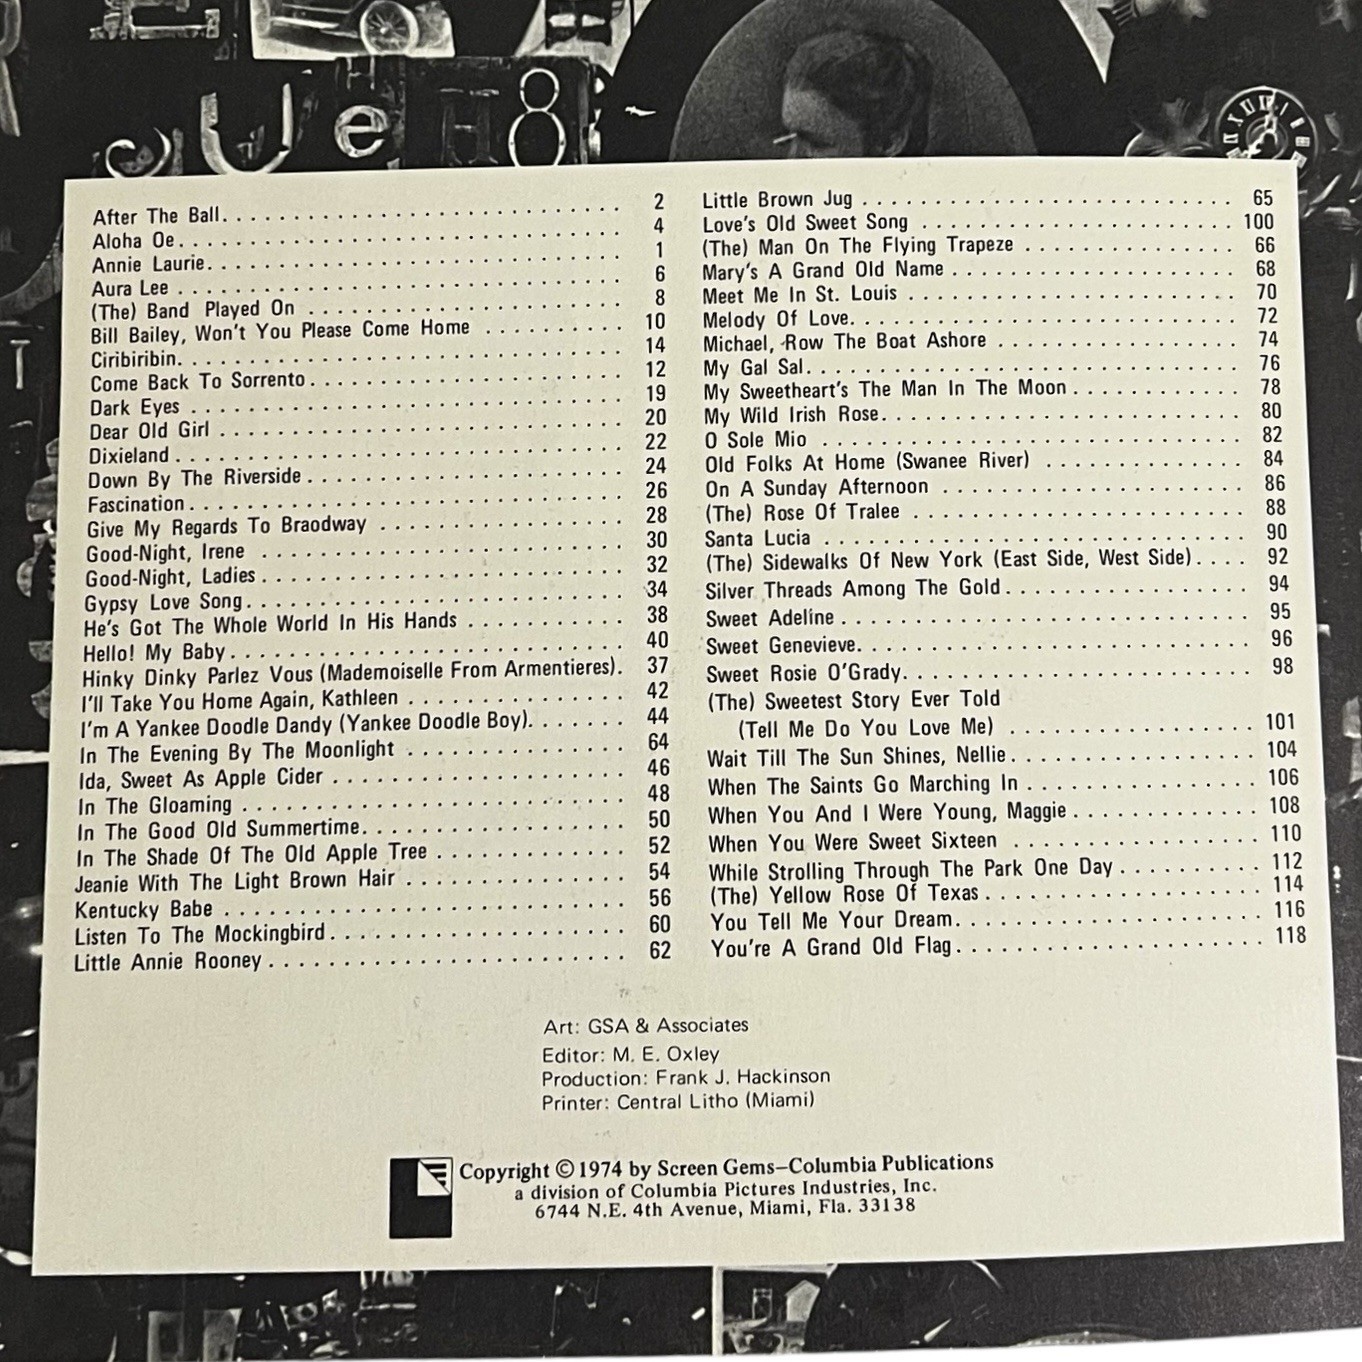 U e H 8
After The Ball. . . . . . . . . . . . . . . . . . . . . . . . . . . . 2
Aloha Oe. . . . . . . . . . . . . . . . . . . . . . . . . . . . 4
Annie Laurie. . . . . . . . . . . . . . . . . . . . . . . . . . . . 1
Aura Lee . . . . . . . . . . . . . . . . . . . . . . . . . . . . 6
(The) Band Played On . . . . . . . . . . . . . . . . . . . . . . 8
Bill Bailey, Won't You Please Come Home . . . . . . . . . . 10
Ciribiribin. . . . . . . . . . . . . . . . . . . . . . . . . . . . 14
Come Back To Sorrento. . . . . . . . . . . . . . . . . . . . . . 12
Dark Eyes . . . . . . . . . . . . . . . . . . . . . . . . . . . . 19
Dear Old Girl . . . . . . . . . . . . . . . . . . . . . . . . . . 20
Dixieland . . . . . . . . . . . . . . . . . . . . . . . . . . . . 22
Down By The Riverside . . . . . . . . . . . . . . . . . . . . . . 24
Fascination . . . . . . . . . . . . . . . . . . . . . . . . . . . . 26
Give My Regards To Braodway . . . . . . . . . . . . . . . . . . 28
Good-Night, Irene . . . . . . . . . . . . . . . . . . . . . . . . 30
Good-Night, Ladies . . . . . . . . . . . . . . . . . . . . . . . . 32
Gypsy Love Song. . . . . . . . . . . . . . . . . . . . . . . . . . 34
He's Got The Whole World In His Hands . . . . . . . . . . . 38
Hello! My Baby . . . . . . . . . . . . . . . . . . . . . . . . . . 40
Hinky Dinky Parlez Vous (Mademoiselle From Armentieres). 37
I'll Take You Home Again, Kathleen . . . . . . . . . . . . . . 42
I'm A Yankee Doodle Dandy (Yankee Doodle Boy). . . . . . . 44
In The Evening By The Moonlight . . . . . . . . . . . . . . . 64
Ida, Sweet As Apple Cider . . . . . . . . . . . . . . . . . . . . 46
In The Gloaming . . . . . . . . . . . . . . . . . . . . . . . . . . 48
In The Good Old Summertime. . . . . . . . . . . . . . . . . . . 50
In The Shade Of The Old Apple Tree . . . . . . . . . . . . . . 52
Jeanie With The Light Brown Hair . . . . . . . . . . . . . . . 54
Kentucky Babe . . . . . . . . . . . . . . . . . . . . . . . . . . 56
Listen To The Mockingbird . . . . . . . . . . . . . . . . . . . . 60
Little Annie Rooney . . . . . . . . . . . . . . . . . . . . . . . . 62
Little Brown Jug . . . . . . . . . . . . . . . . . . . . . . . . 65
Love's Old Sweet Song . . . . . . . . . . . . . . . . . . . . . . 100
(The) Man On The Flying Trapeze . . . . . . . . . . . . . . . 66
Mary's A Grand Old Name . . . . . . . . . . . . . . . . . . . . 68
Meet Me In St. Louis . . . . . . . . . . . . . . . . . . . . . . 70
Melody Of Love. . . . . . . . . . . . . . . . . . . . . . . . . . 72
Michael, Row The Boat Ashore . . . . . . . . . . . . . . . . . 74
My Gal Sal. . . . . . . . . . . . . . . . . . . . . . . . . . . . 76
My Sweetheart's The Man In The Moon . . . . . . . . . . . . 78
My Wild Irish Rose. . . . . . . . . . . . . . . . . . . . . . . . 80
O Sole Mio . . . . . . . . . . . . . . . . . . . . . . . . . . . . 82
Old Folks At Home (Swanee River) . . . . . . . . . . . . . . 84
On A Sunday Afternoon . . . . . . . . . . . . . . . . . . . . . 86
(The) Rose Of Tralee . . . . . . . . . . . . . . . . . . . . . . 88
Santa Lucia . . . . . . . . . . . . . . . . . . . . . . . . . . . . 90
(The) Sidewalks Of New York (East Side, West Side) . . . . 92
Silver Threads Among The Gold . . . . . . . . . . . . . . . . . 94
Sweet Adeline . . . . . . . . . . . . . . . . . . . . . . . . . . 95
Sweet Genevieve. . . . . . . . . . . . . . . . . . . . . . . . . . 96
Sweet Rosie O'Grady. . . . . . . . . . . . . . . . . . . . . . . . 98
(The) Sweetest Story Ever Told
(Tell Me Do You Love Me) . . . . . . . . . . . . . . . . . . 101
Wait Till The Sun Shines, Nellie . . . . . . . . . . . . . . . . . 104
When The Saints Go Marching In . . . . . . . . . . . . . . . . 106
When You And I Were Young, Maggie . . . . . . . . . . . . . 108
When You Were Sweet Sixteen . . . . . . . . . . . . . . . . . 110
While Strolling Through The Park One Day . . . . . . . . . . 112
(The) Yellow Rose Of Texas . . . . . . . . . . . . . . . . . . . 114
You Tell Me Your Dream. . . . . . . . . . . . . . . . . . . . . . 116
You're A Grand Old Flag. . . . . . . . . . . . . . . . . . . . . . 118
Art: GSA & Associates
Editor: M. E. Oxley
Production: Frank J. Hackinson
Printer: Central Litho (Miami)
Copyright © 1974 by Screen Gems–Columbia Publications
a division of Columbia Pictures Industries, Inc.
6744 N.E. 4th Avenue, Miami, Fla. 33138